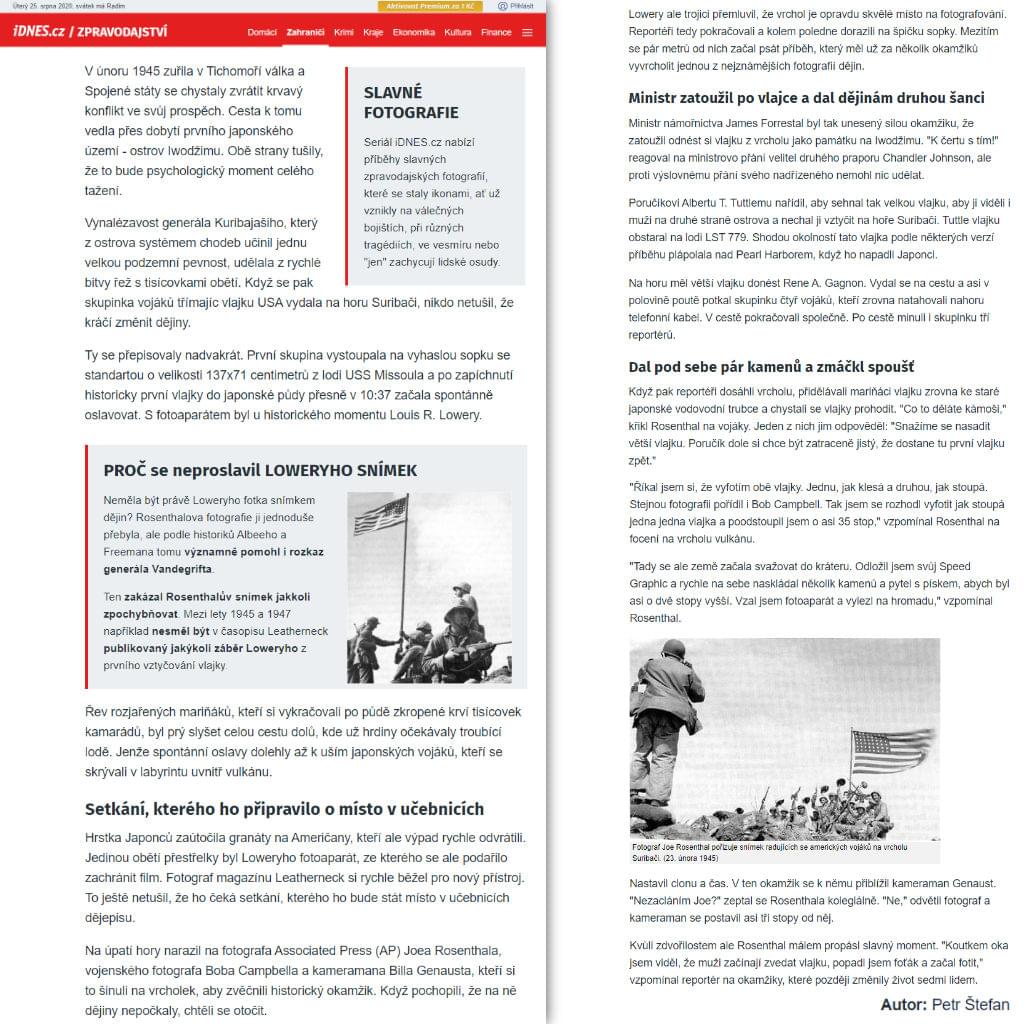 Úterý 25. srpna 2020, svátek má Radim
Aktivovat Premium za 1 Kč
Přihlásit
iDNES.cz / ZPRAVODAJSTVÍ
Domácí Zahraničí Krimi Kraje Ekonomika Kultura Finance
V únoru 1945 zuřila v Tichomoří válka a
Spojené státy se chystaly zvrátit krvavý
konflikt ve svůj prospěch. Cesta k tomu
vedla přes dobytí prvního japonského
území - ostrov Iwodžimu. Obě strany tušily,
že to bude psychologický moment celého
tažení.
SLAVNÉ
FOTOGRAFIE
Seriál iDNES.cz nabízí
příběhy slavných
zpravodajských fotografií,
které se staly ikonami, ať už
vznikly na válečných
bojištích, při různých
tragédiích, ve vesmíru nebo
"jen" zachycují lidské osudy.
Vynalézavost generála Kuribajašiho, který
z ostrova systémem chodeb učinil jednu
velkou podzemní pevnost, udělala z rychlé
bitvy řež s tisícovkami obětí. Když se pak
skupinka vojáků třímajíc vlajku USA vydala na horu Suribači, nikdo netušil, že
kráčí změnit dějiny.
Ty se přepisovaly nadvakrát. První skupina vystoupala na vyhaslou sopku se
standartou o velikosti 137x71 centimetrů z lodi USS Missoula a po zapíchnutí
historicky první vlajky do japonské půdy přesně v 10:37 začala spontánně
oslavovat. S fotoaparátem byl u historického momentu Louis R. Lowery.
PROČ se neproslavil LOWERYHO SNÍMEK
Neměla být právě Loweryho fotka snímkem
dějin? Rosenthalova fotografie ji jednoduše
přebyla, ale podle historiků Albeeho a
Freemana tomu významně pomohl i rozkaz
generála Vandegrifta.
Ten zakázal Rosenthalův snímek jakkoli
zpochybňovat. Mezi lety 1945 a 1947
například nesměl být v časopisu Leatherneck
publikovaný jakýkoli záběr Loweryho z
prvního vztyčování vlajky.
Řev rozjařených mariňáků, kteří si vykračovali po půdě zkropené krví tisícovek
kamarádů, byl prý slyšet celou cestu dolů, kde už hrdiny očekávaly troubící
lodě. Jenže spontánní oslavy dolehly až k uším japonských vojáků, kteří se
skrývali v labyrintu uvnitř vulkánu.
Setkání, kterého ho připravilo o místo v učebnicích
Hrstka Japonců zaútočila granáty na Američany, kteří ale výpad rychle odvrátili.
Jedinou obětí přestřelky byl Loweryho fotoaparát, ze kterého se ale podařilo
zachránit film. Fotograf magazínu Leatherneck si rychle běžel pro nový přístroj.
To ještě netušil, že ho čeká setkání, kterého ho bude stát místo v učebnicích
dějepisu.
Na úpatí hory narazil na fotografa Associated Press (AP) Joea Rosenthala,
vojenského fotografa Boba Campbella a kameramana Billa Genausta, kteří si
to šinuli na vrcholek, aby zvěčnili historický okamžik. Když pochopili, že na ně
dějiny nepočkaly, chtěli se otočit.
Lowery ale trojici přemluvil, že vrchol je opravdu skvělé místo na fotografování.
Reportéři tedy pokračovali a kolem poledne dorazili na špičku sopky. Mezitím
se pár metrů od nich začal psát příběh, který měl už za několik okamžiků
vyvrcholit jednou z nejznámějších fotografií dějin.
Ministr zatoužil po vlajce a dal dějinám druhou šanci
Ministr námořnictva James Forrestal byl tak unesený silou okamžiku, že
zatoužil odnést si vlajku z vrcholu jako památku na Iwodžimu. "K čertu s tím!"
reagoval na ministrovo přání velitel druhého praporu Chandler Johnson, ale
proti výslovnému přání svého nadřízeného nemohl nic udělat.
Poručíkovi Albertu T. Tuttlemu nařídil, aby sehnal tak velkou vlajku, aby ji viděli i
muži na druhé straně ostrova a nechal ji vztyčit na hoře Suribači. Tuttle vlajku
obstaral na lodi LST 779. Shodou okolností tato vlajka podle některých verzí
příběhu plápolala nad Pearl Harborem, když ho napadli Japonci.
Na horu měl větší vlajku donést Rene A. Gagnon. Vydal se na cestu a asi v
polovině poutě potkal skupinku čtyř vojáků, kteří zrovna natahovali nahoru
telefonní kabel. V cestě pokračovali společně. Po cestě minuli i skupinku tří
reportérů.
Dal pod sebe pár kamenů a zmáčkl spoušť
Když pak reportéři dosáhli vrcholu, přidělávali mariňáci vlajku zrovna ke staré
japonské vodovodní trubce a chystali se vlajky prohodit. "Co to děláte kámoši,"
křikl Rosenthal na vojáky. Jeden z nich jim odpověděl: "Snažíme se nasadit
větší vlajku. Poručík dole si chce být zatraceně jistý, že dostane tu první vlajku
zpět."
"Říkal jsem si, že vyfotím obě vlajky. Jednu, jak klesá a druhou, jak stoupá.
Stejnou fotografii pořídil i Bob Campbell. Tak jsem se rozhodl vyfotit jak stoupá
jedna jedna vlajka a poodstoupil jsem o asi 35 stop," vzpomínal Rosenthal na
focení na vrcholu vulkánu.
"Tady se ale země začala svažovat do kráteru. Odložil jsem svůj Speed
Graphic a rychle na sebe naskládal několik kamenů a pytel s pískem, abych byl
asi o dvě stopy vyšší. Vzal jsem fotoaparát a vylezl na hromadu," vzpomínal
Rosenthal.
Fotograf Joe Rosenthal pořizuje snímek radujících se amerických vojáků na vrcholu
Suribači. (23. února 1945)
Nastavil clonu a čas. V ten okamžik se k němu přiblížil kameraman Genaust.
"Nezacláním Joe?" zeptal se Rosenthala kolegiálně. "Ne," odvětil fotograf a
kameraman se postavil asi tři stopy od něj.
Kvůli zdvořilostem ale Rosenthal málem propásl slavný moment. "Koutkem oka
jsem viděl, že muži začínají zvedat vlajku, popadl jsem foťák a začal fotit,"
vzpomínal reportér na okamžiky, které později změnily život sedmi lidem.
Autor: Petr Štefan